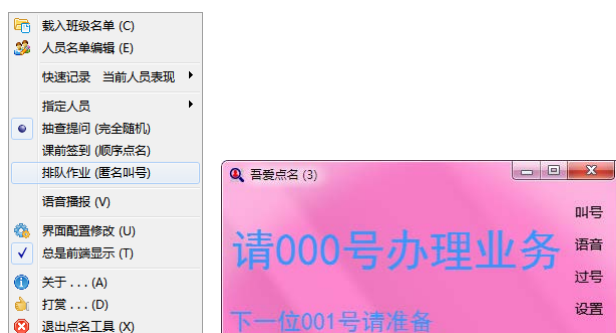 载入班级名单 (C)
人员名单编辑 (E)
快速记录 当前人员表现
指定人员
抽查提问 (完全随机)
课前签到 (顺序点名)
排队作业 (匿名叫号)
语音播报 (V)
界面配置修改 (U)
总是前端显示 (T)
关于 . . . (A)
打赏 . . . (D)
退出点名工具 (X)
吾爱点名 (3)
叫号
请000号办理业务
语音
过号
设置
下一位001号请准备